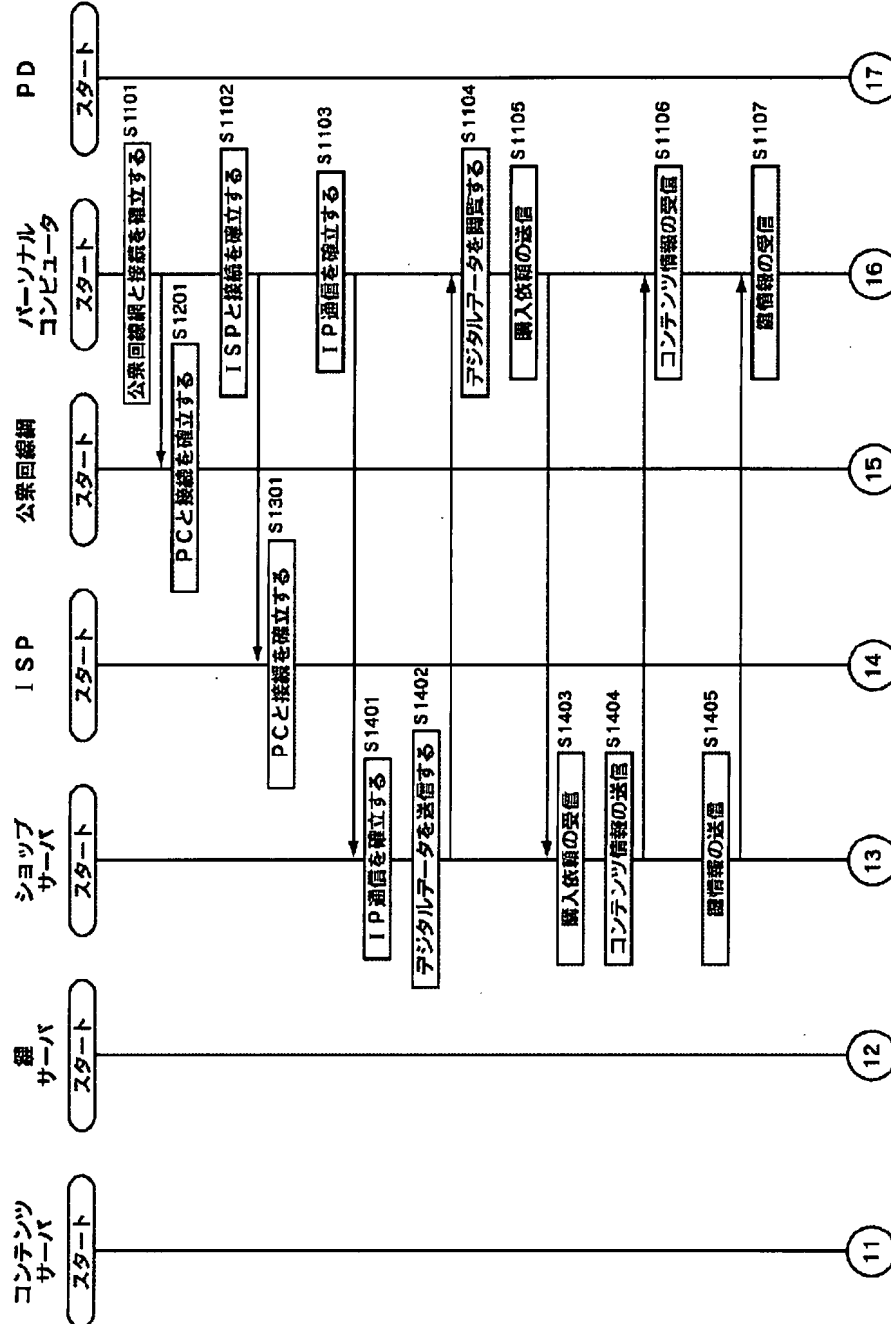 コンテンツ
サーバ
鍵
サーバ
ショップ
サーバ
ISP
公衆回線網
パーソナル
コンピュータ
PD
スタート
スタート
スタート
スタート
スタート
スタート
スタート
公衆回線網と接続を確立する
S1101
PCと接続を確立する
S1201
ISPと接続を確立する
S1102
PCと接続を確立する
S1301
IP通信を確立する
S1103
IP通信を確立する
S1401
デジタルデータを送信する
S1402
デジタルデータを閲覧する
S1104
購入依頼の送信
S1105
購入依頼の受信
S1403
コンテンツ情報の送信
S1404
コンテンツ情報の受信
S1106
鍵情報の送信
S1405
鍵情報の受信
S1107
11
12
13
14
15
16
17